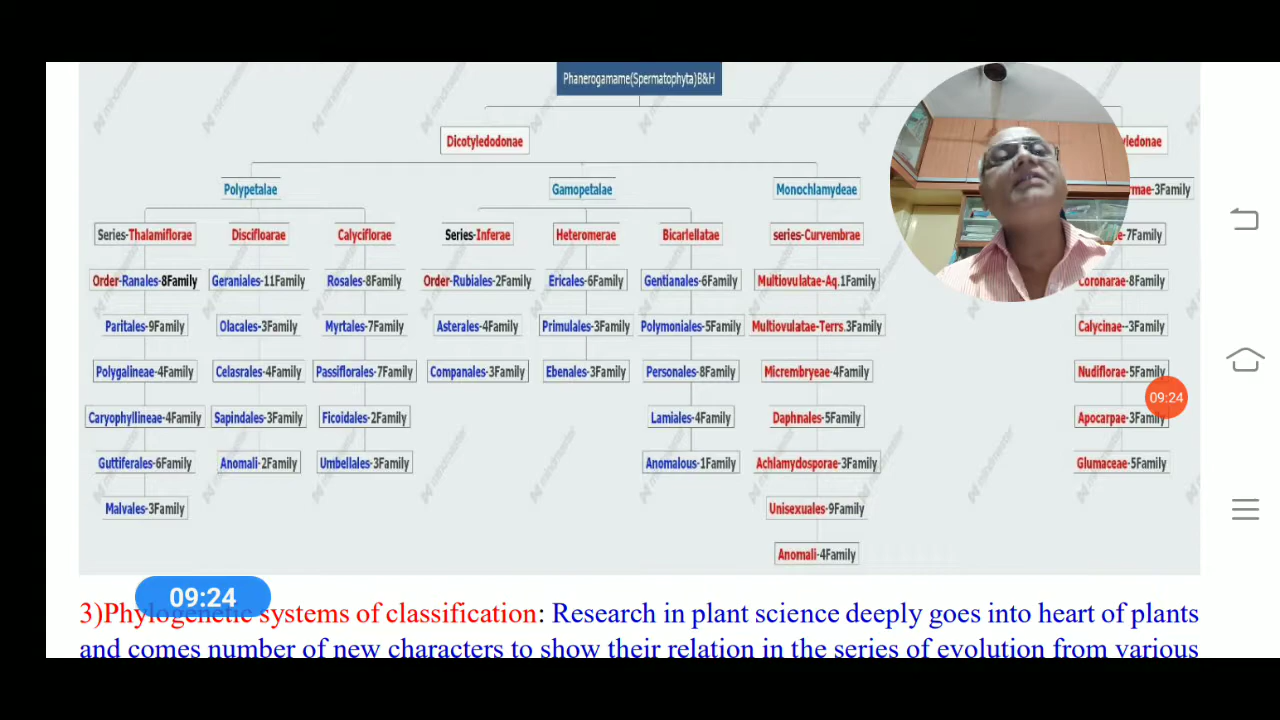 Phanerogamame(Spermatophyta)B&H
Dicotyledodonae
yledonae
Polypetalae
Gamopetalae
Monochlamydeae
rmae-3Family
Series-Thalamiflorae
Discifloarae
Calyciflorae
Series-Inferae
Heteromerae
Bicarlellatae
series-Curvembrae
e-7Family
Order-Ranales-8Family
Geraniales-11Family
Rosales-8Family
Order-Rubiales-2Family
Ericales-6Family
Gentianales-6Family
Multiovulatae-Aq.1Family
Coronarae-8Family
Paritales-9Family
Olacales-3Family
Myrtales-7Family
Asterales-4Family
Primulales-3Family
Polymoniales-5Family
Multiovulatae-Terrs.3Family
Calycinae--3Family
Polygalineae-4Family
Celasrales-4Family
Passiflorales-7Family
Companales-3Family
Ebenales-3Family
Personales-8Family
Micrembryeae-4Family
Nudiflorae-5Family
Caryophyllineae-4Family
Sapindales-3Family
Ficoidales-2Family
Lamiales-4Family
Daphnales-5Family
Apocarpae-3Family
09:24
Guttiferales-6Family
Anomali-2Family
Umbellales-3Family
Anomalous-1Family
Achlamydosporae-3Family
Glumaceae-5Family
Malvales-3Family
Unisexuales-9Family
Anomali-4Family
09:24
3)Phylogenetic systems of classification: Research in plant science deeply goes into heart of plants
and comes number of new characters to show their relation in the series of evolution from various